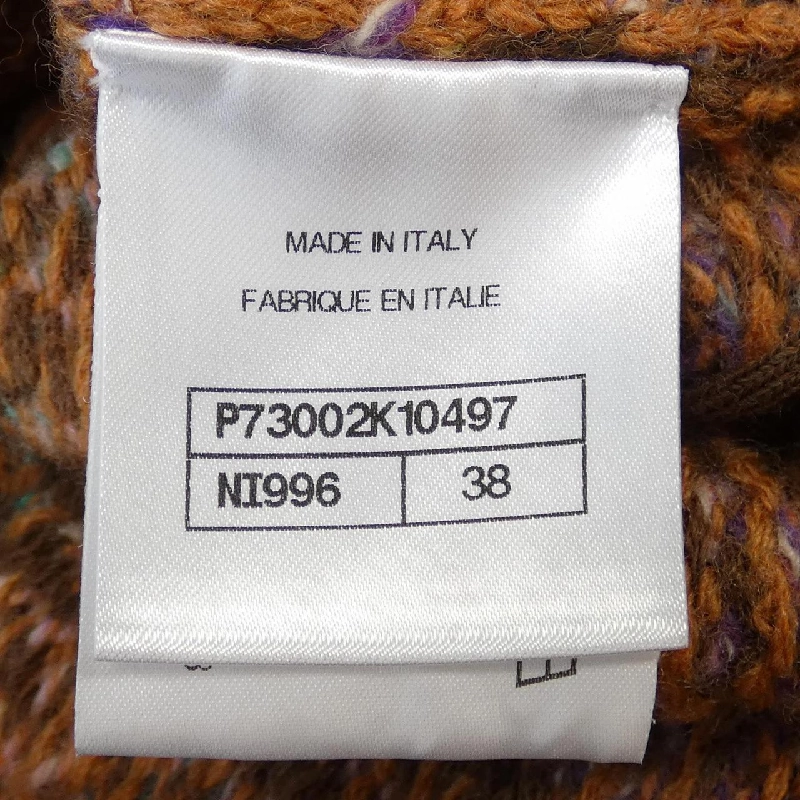 MADE IN ITALY
FABRIQUE EN ITALIE
P73002K10497
NI996 38